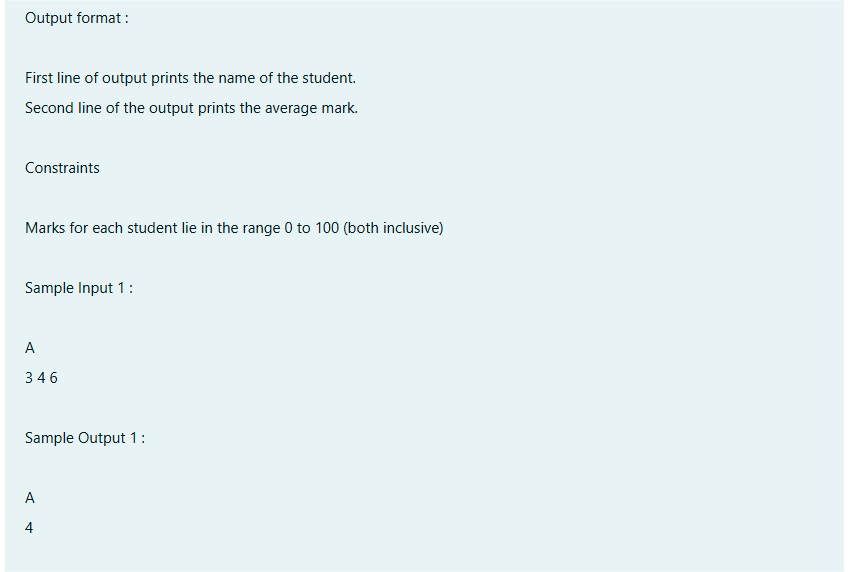 Output format :
First line of output prints the name of the student.
Second line of the output prints the average mark.
Constraints
Marks for each student lie in the range 0 to 100 (both inclusive)
Sample Input 1 :
A
3 4 6
Sample Output 1 :
A
4